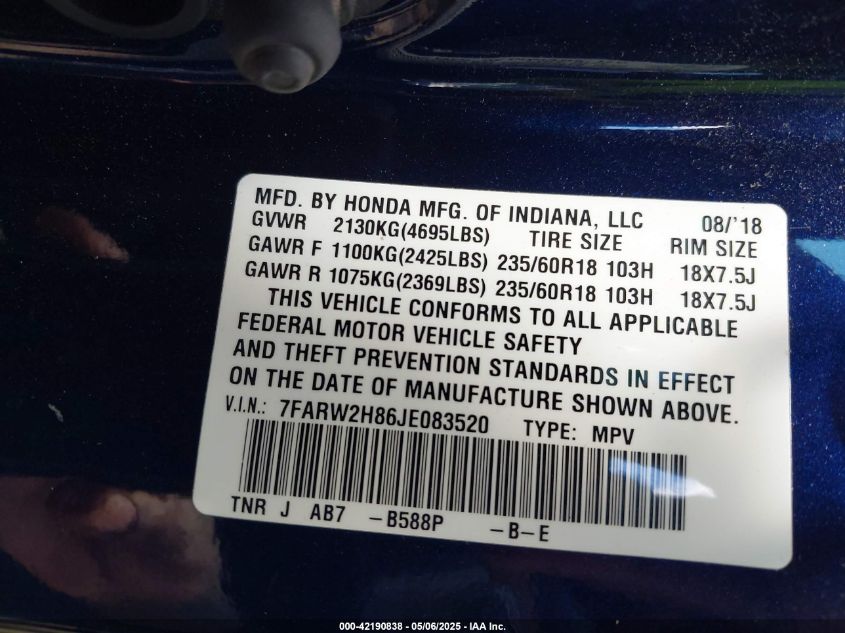 MFD. BY HONDA MFG. OF INDIANA, LLC 08/'18
GVWR 2130KG(4695LBS) TIRE SIZE RIM SIZE
GAWR F 1100KG(2425LBS) 235/60R18 103H 18X7.5J
GAWR R 1075KG(2369LBS) 235/60R18 103H 18X7.5J
THIS VEHICLE CONFORMS TO ALL APPLICABLE
FEDERAL MOTOR VEHICLE SAFETY
AND THEFT PREVENTION STANDARDS IN EFFECT
ON THE DATE OF MANUFACTURE SHOWN ABOVE.
V.I.N.: 7FARW2H86JE083520 TYPE: MPV
TNR J AB7 -B588P -B-E
000-42190838 - 05/06/2025 - IAA Inc.